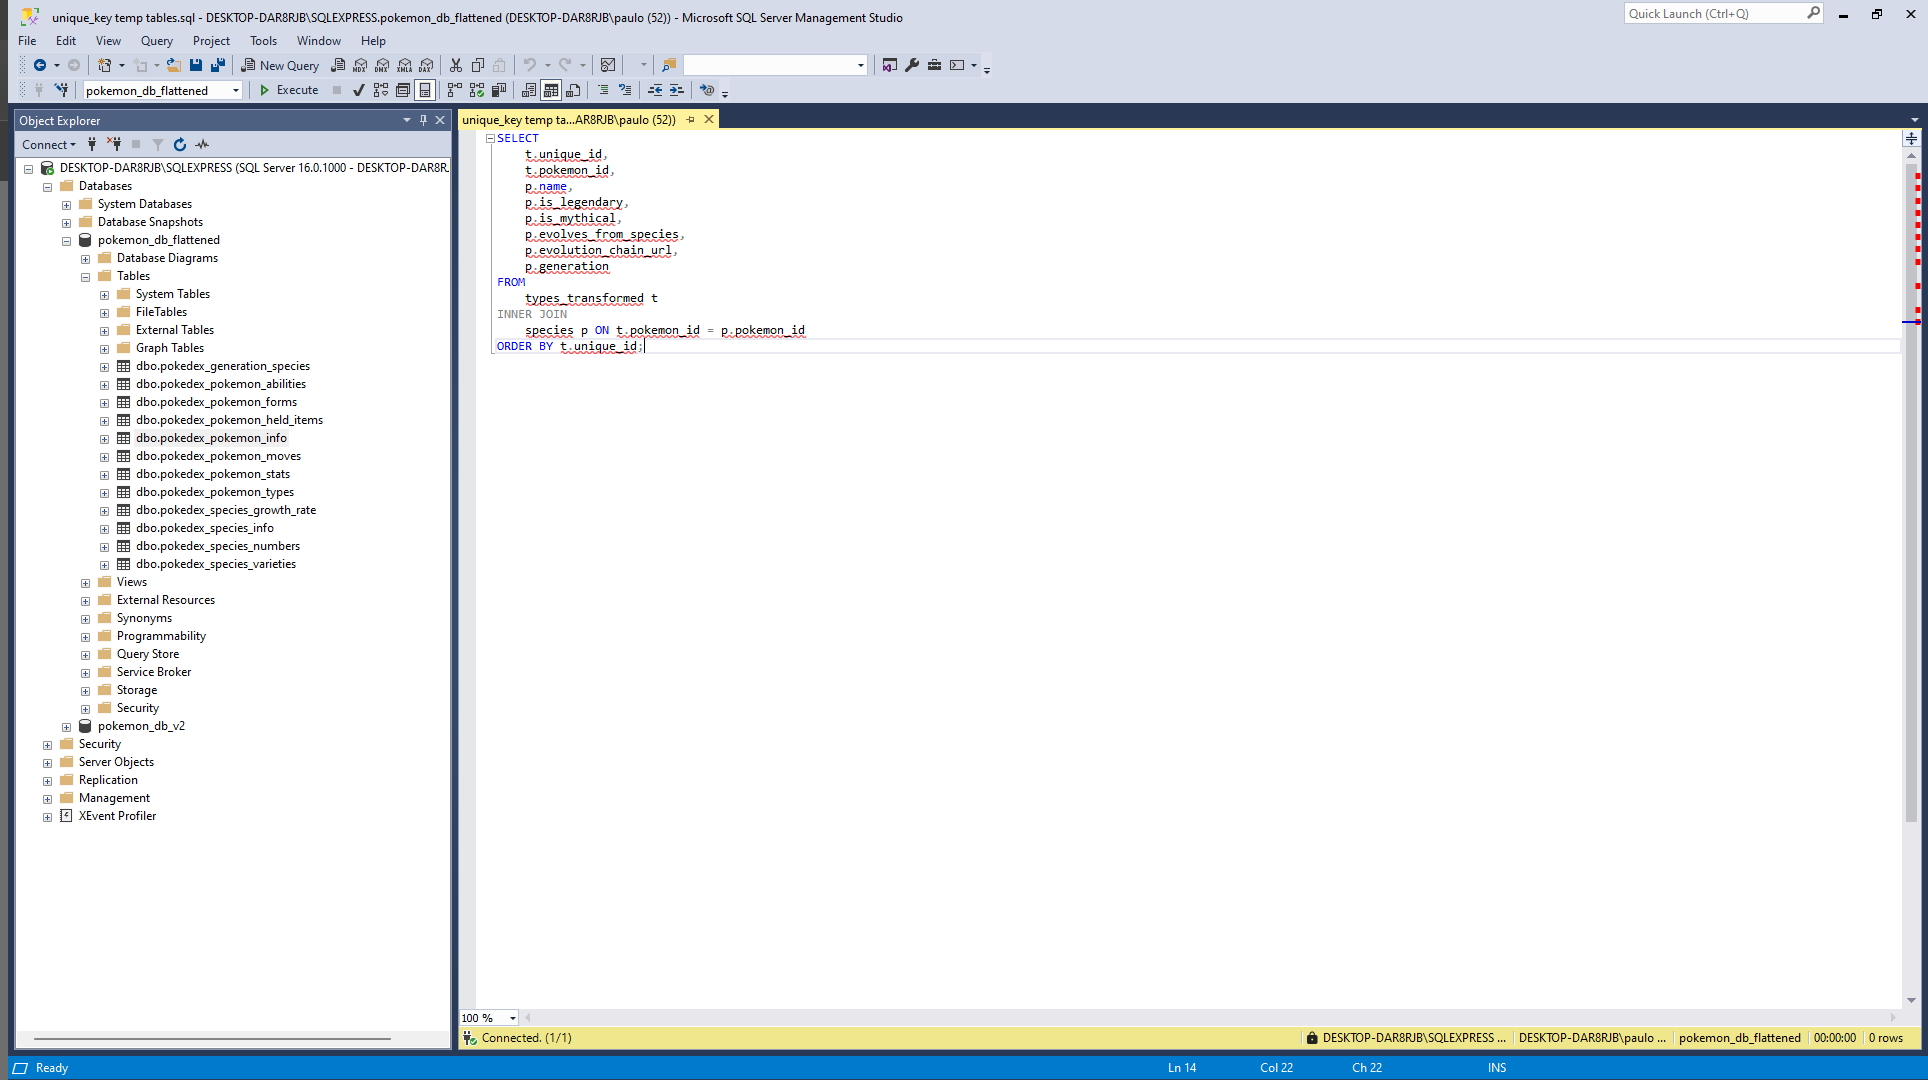 unique_key temp tables.sql - DESKTOP-DAR8RJB\SQLEXPRESS.pokemon_db_flattened (DESKTOP-DAR8RJB\paulo (52)) - Microsoft SQL Server Management Studio
Quick Launch (Ctrl+Q)
File Edit View Query Project Tools Window Help
New Query MDX DMX XMLA DAX
pokemon_db_flattened Execute
Object Explorer
unique_key temp ta...AR8RJB\paulo (52))
Connect
DESKTOP-DAR8RJB\SQLEXPRESS (SQL Server 16.0.1000 - DESKTOP-DAR8R
Databases
System Databases
Database Snapshots
pokemon_db_flattened
Database Diagrams
Tables
System Tables
FileTables
External Tables
Graph Tables
dbo.pokedex_generation_species
dbo.pokedex_pokemon_abilities
dbo.pokedex_pokemon_forms
dbo.pokedex_pokemon_held_items
dbo.pokedex_pokemon_info
dbo.pokedex_pokemon_moves
dbo.pokedex_pokemon_stats
dbo.pokedex_pokemon_types
dbo.pokedex_species_growth_rate
dbo.pokedex_species_info
dbo.pokedex_species_numbers
dbo.pokedex_species_varieties
Views
External Resources
Synonyms
Programmability
Query Store
Service Broker
Storage
Security
pokemon_db_v2
Security
Server Objects
Replication
Management
XEvent Profiler
SELECT
t.unique_id,
t.pokemon_id,
p.name,
p.is_legendary,
p.is_mythical,
p.evolves_from_species,
p.evolution_chain_url,
p.generation
FROM
types_transformed t
INNER JOIN
species p ON t.pokemon_id = p.pokemon_id
ORDER BY t.unique_id;
100 %
Connected. (1/1) DESKTOP-DAR8RJB\SQLEXPRESS ... DESKTOP-DAR8RJB\paulo ... pokemon_db_flattened 00:00:00 0 rows
Ready Ln 14 Col 22 Ch 22 INS